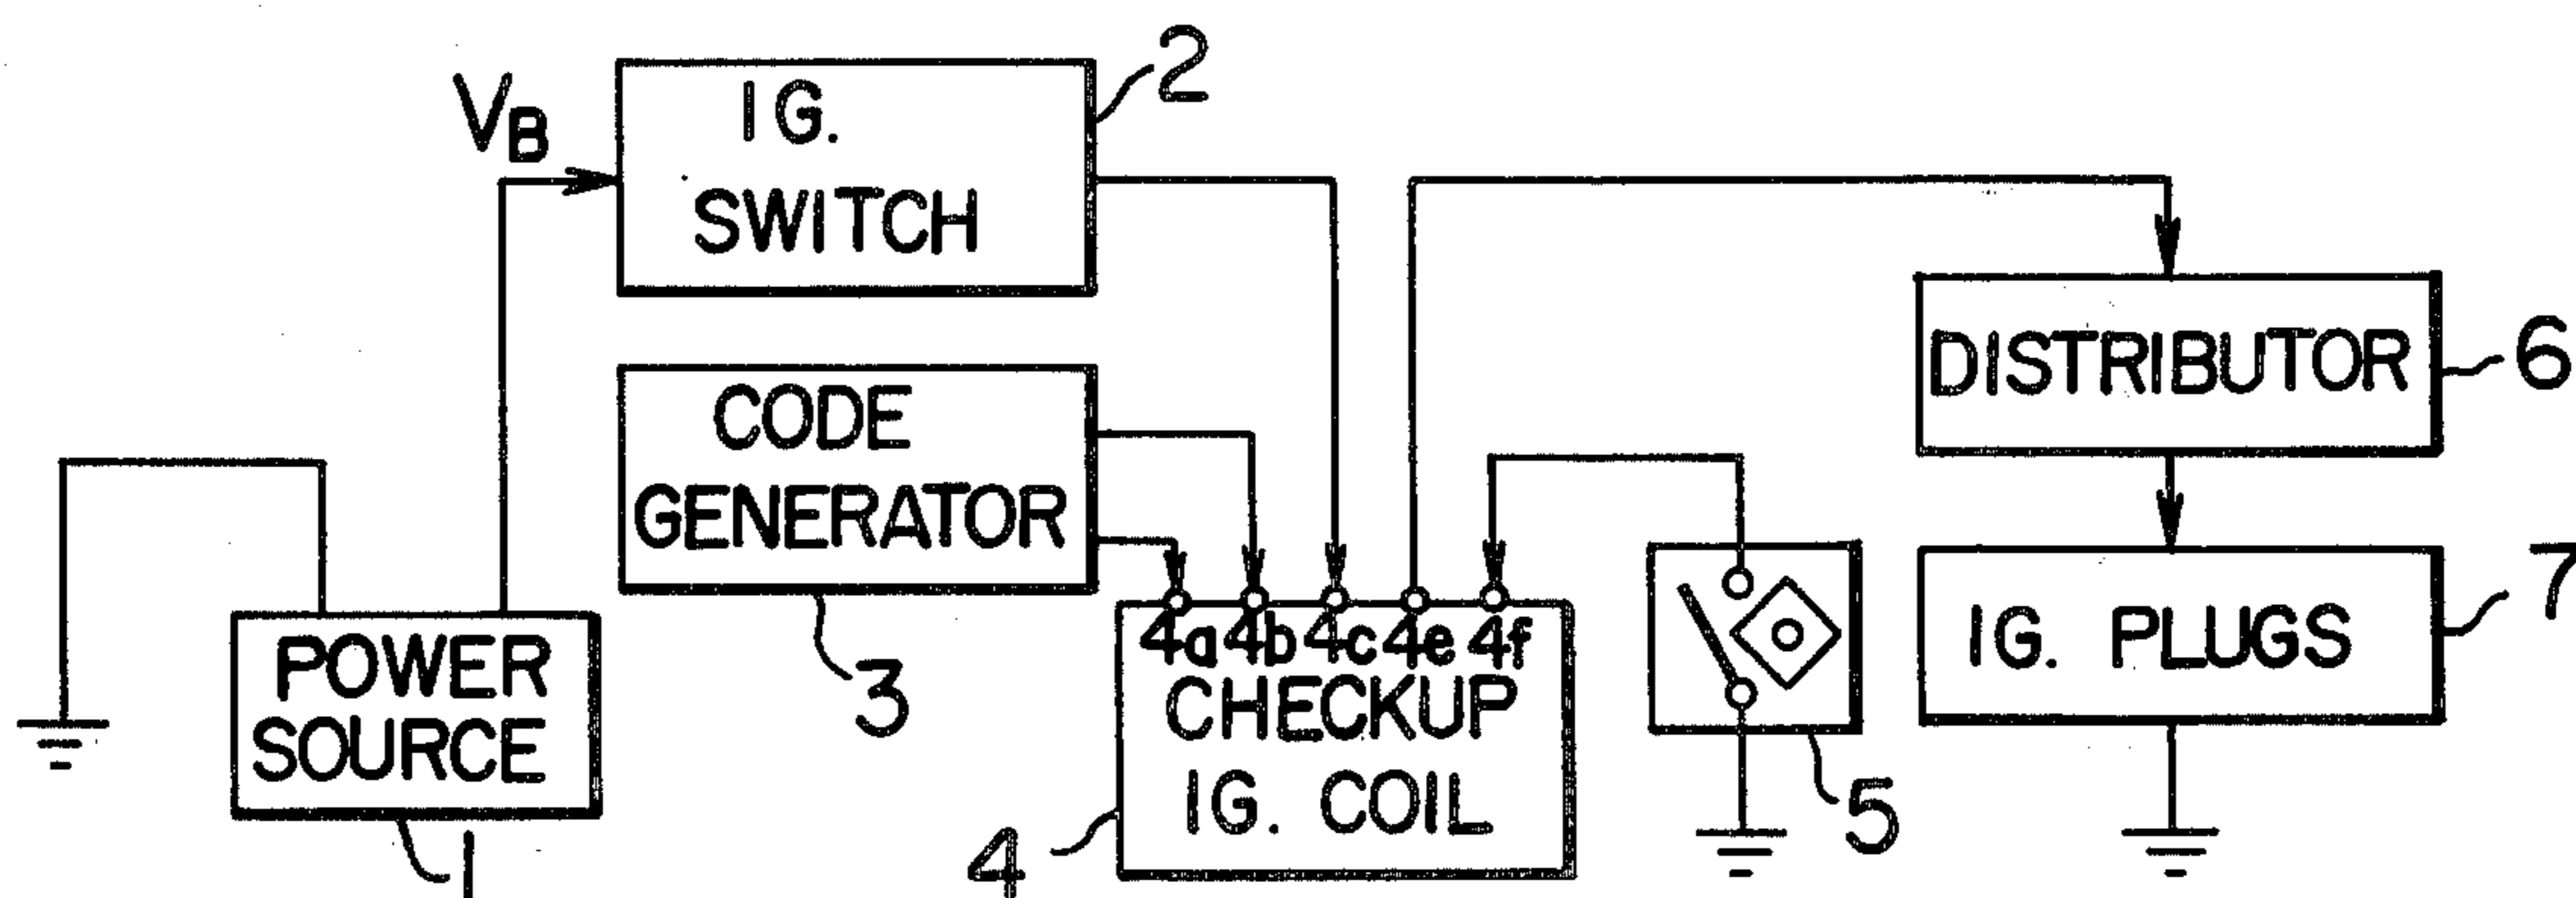 VB
IG.
SWITCH
2
CODE
GENERATOR
3
POWER
SOURCE
1
4a 4b 4c 4e 4f
CHECKUP
IG. COIL
4
5
DISTRIBUTOR
6
IG. PLUGS
7